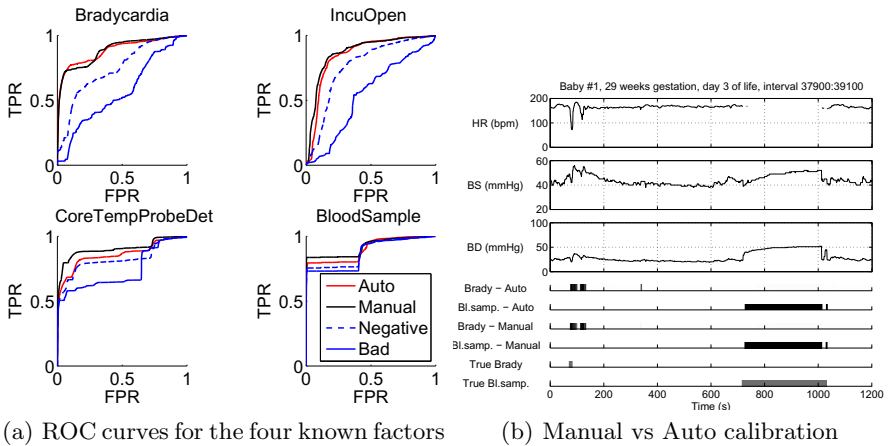 Bradycardia
1
TPR
0.5
0
0.5
1
FPR
IncuOpen
1
TPR
0.5
0
0
0.5
1
FPR
CoreTempProbeDet
1
TPR
0.5
0
0
0.5
1
FPR
BloodSample
1
TPR
0.5
0
0
0.5
1
FPR
Auto
Manual
Negative
Bad
(a) ROC curves for the four known factors
Baby #1, 29 weeks gestation, day 3 of life, interval 37900:39100
200
HR (bpm)
100
0
60
BS (mmHg)
40
20
100
BD (mmHg)
50
0
Brady − Auto
Bl.samp. − Auto
Brady − Manual
Bl.samp. − Manual
True Brady
True Bl.samp.
0
200
400
600
800
1000
1200
Time (s)
(b) Manual vs Auto calibration